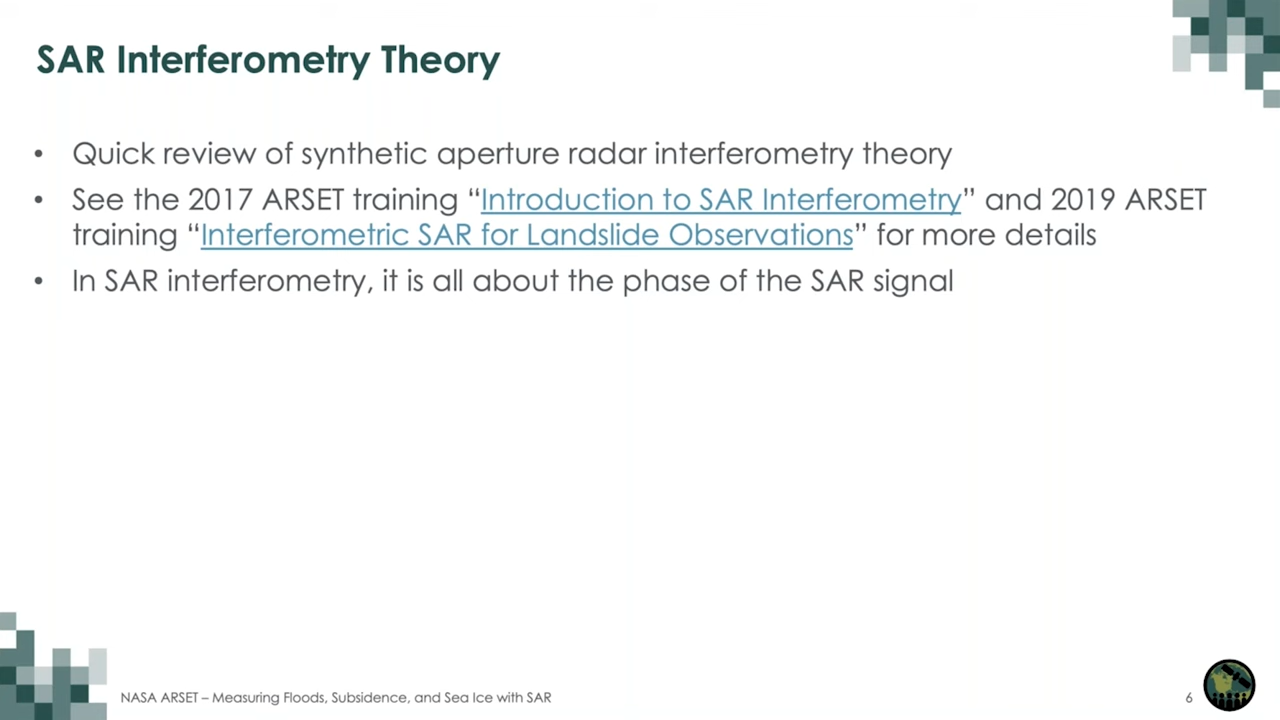 SAR Interferometry Theory
• Quick review of synthetic aperture radar interferometry theory
• See the 2017 ARSET training “Introduction to SAR Interferometry” and 2019 ARSET
training “Interferometric SAR for Landslide Observations” for more details
• In SAR interferometry, it is all about the phase of the SAR signal
NASA ARSET – Measuring Floods, Subsidence, and Sea Ice with SAR
6